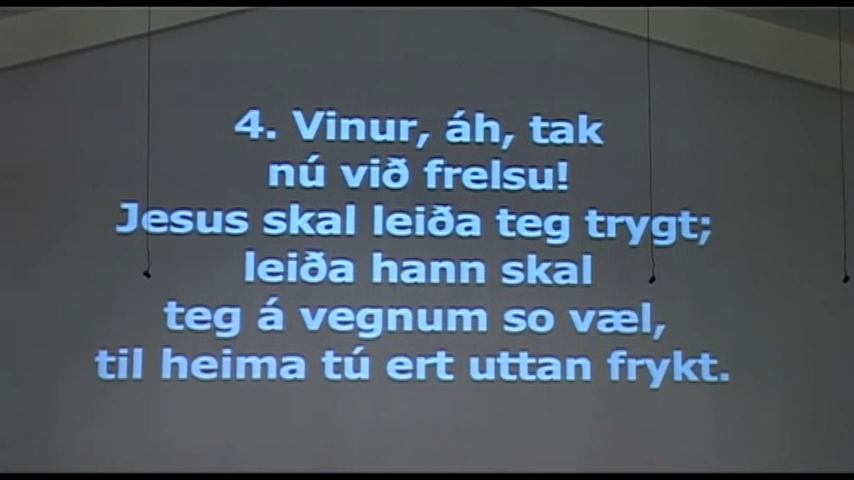 4. Vinur, áh, tak
nú við frelsu!
Jesus skal leiða teg trygt;
leiða hann skal
teg á vegnum so væl,
til heima tú ert uttan frykt.